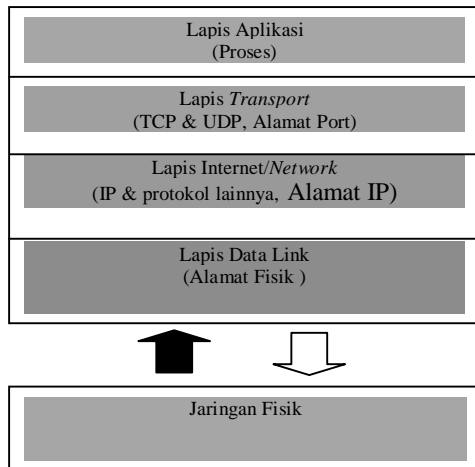 Lapis Aplikasi
(Proses)
Lapis Transport
(TCP & UDP, Alamat Port)
Lapis Internet/Network
(IP & protokol lainnya, Alamat IP)
Lapis Data Link
(Alamat Fisik )
Jaringan Fisik